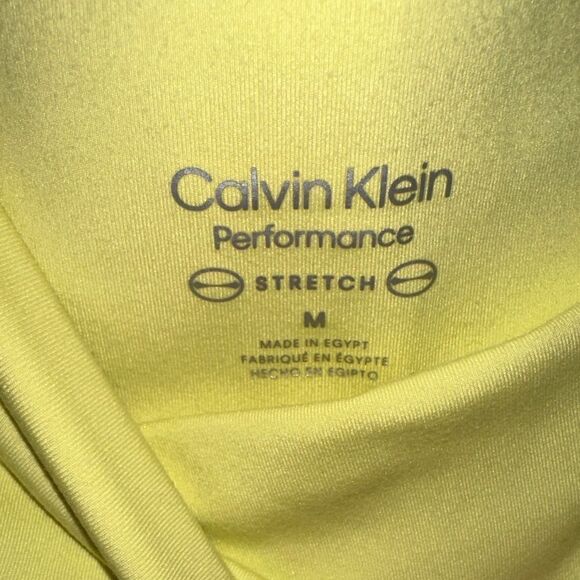 Calvin Klein
Performance
STRETCH
M
MADE IN EGYPT
FABRIQUÉ EN ÉGYPTE
HECHO EN EGIPTO